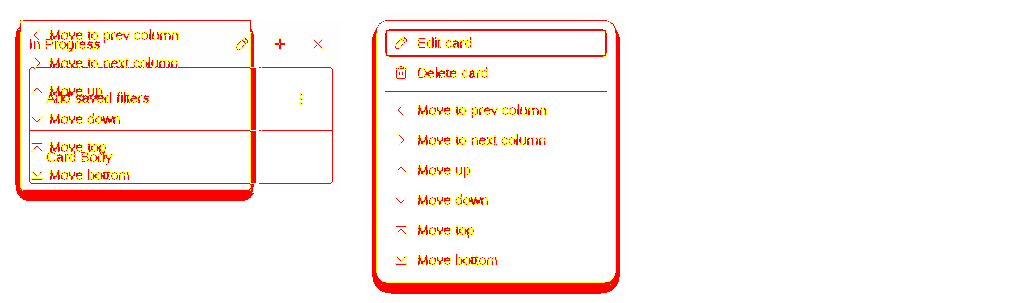 Move to prev column
In Progress
Move to next column
Move up
Add saved filters
Move down
Move top
Card Body
Move bottom
Edit card
Delete card
Move to prev column
Move to next column
Move up
Move down
Move top
Move bottom